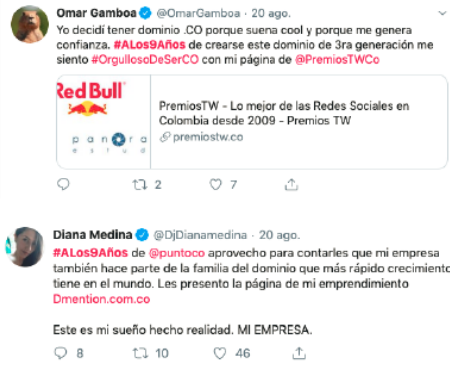 Omar Gamboa @OmarGamboa · 20 ago.
Yo decidí tener dominio .CO porque suena cool y porque me genera
confianza. #ALos9Años de crearse este dominio de 3ra generación me
siento #OrgullosoDeSerCO con mi página de @PremiosTWCo
Red Bull
panora
estud
PremiosTW - Lo mejor de las Redes Sociales en
Colombia desde 2009 - Premios TW
premiostw.co
2 7
Diana Medina @DjDianamedina · 20 ago.
#ALos9Años de @puntoco aprovecho para contarles que mi empresa
también hace parte de la familia del dominio que más rápido crecimiento
tiene en el mundo. Les presento la página de mi emprendimiento
Dmention.com.co
Este es mi sueño hecho realidad. MI EMPRESA.
8 10 46